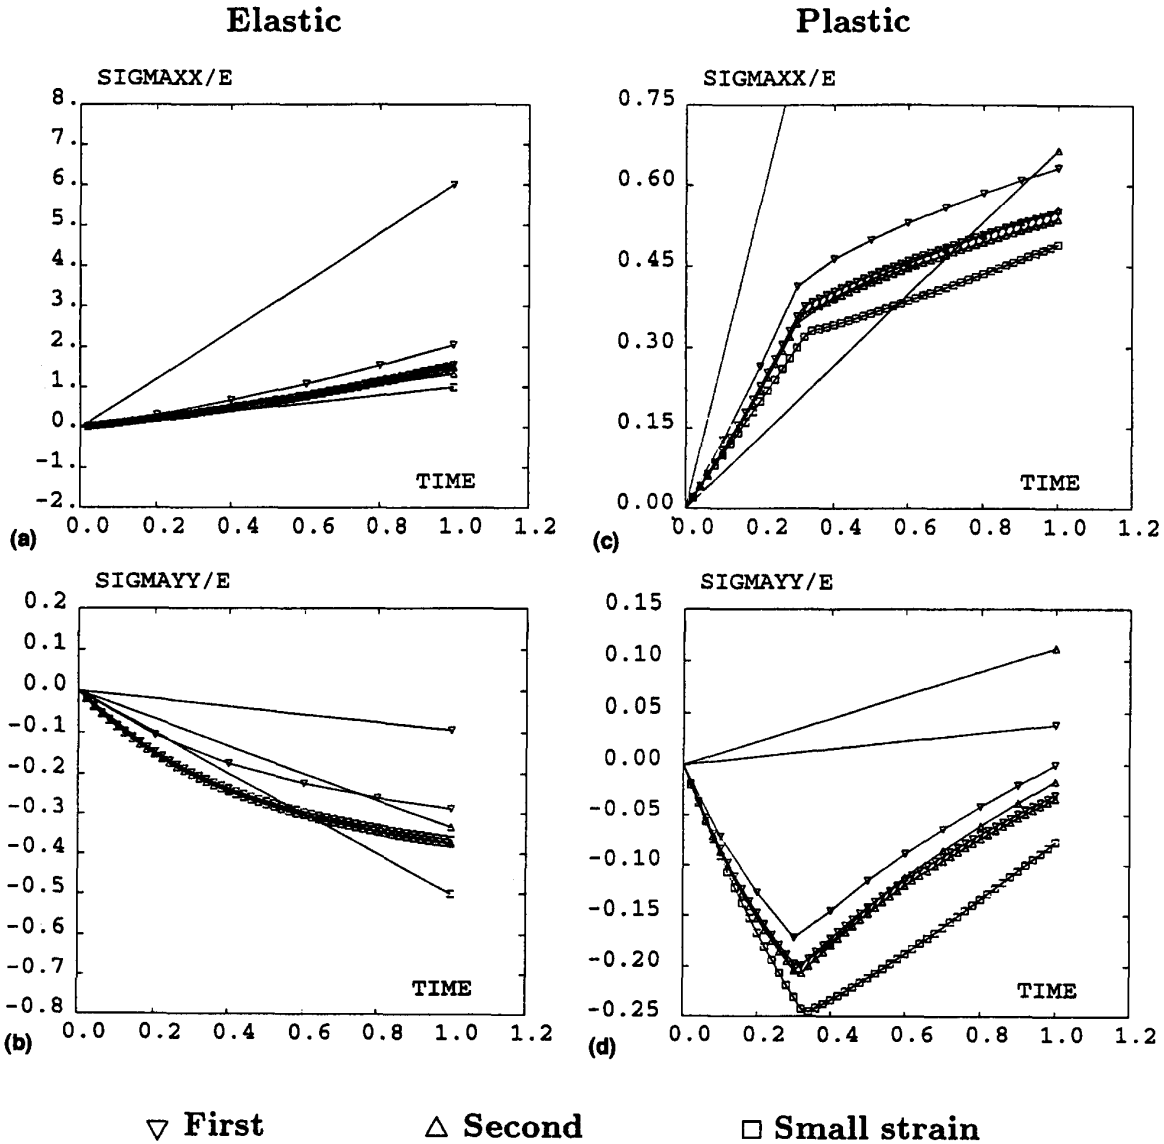 Elastic
Plastic
SIGMAXX/E
8.
7.
6.
5.
4.
3.
2.
1.
0.
-1.
-2.
TIME
0.0 0.2 0.4 0.6 0.8 1.0 1.2
(a)
SIGMAXX/E
0.75
0.60
0.45
0.30
0.15
0.00
TIME
0.0 0.2 0.4 0.6 0.8 1.0 1.2
(c)
SIGMAYY/E
0.2
0.1
0.0
-0.1
-0.2
-0.3
-0.4
-0.5
-0.6
-0.7
-0.8
TIME
0.0 0.2 0.4 0.6 0.8 1.0 1.2
(b)
SIGMAYY/E
0.15
0.10
0.05
0.00
-0.05
-0.10
-0.15
-0.20
-0.25
TIME
0.0 0.2 0.4 0.6 0.8 1.0 1.2
(d)
▽ First △ Second □ Small strain